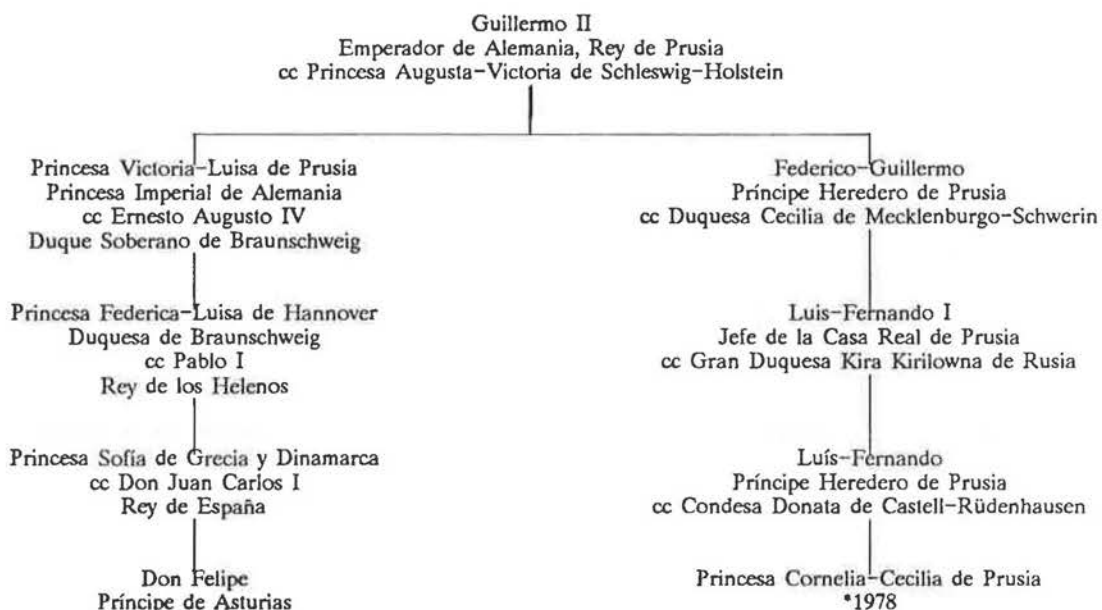 Guillermo II
Emperador de Alemania, Rey de Prusia
cc Princesa Augusta-Victoria de Schleswig-Holstein
Princesa Victoria-Luisa de Prusia
Princesa Imperial de Alemania
cc Ernesto Augusto IV
Duque Soberano de Braunschweig
Federico-Guillermo
Príncipe Heredero de Prusia
cc Duquesa Cecilia de Mecklenburgo-Schwerin
Princesa Federica-Luisa de Hannover
Duquesa de Braunschweig
cc Pablo I
Rey de los Helenos
Luis-Fernando I
Jefe de la Casa Real de Prusia
cc Gran Duquesa Kira Kirilowna de Rusia
Princesa Sofía de Grecia y Dinamarca
cc Don Juan Carlos I
Rey de España
Luís-Fernando
Príncipe Heredero de Prusia
cc Condesa Donata de Castell-Rüdenhausen
Don Felipe
Príncipe de Asturias
Princesa Cornelia-Cecilia de Prusia
*1978